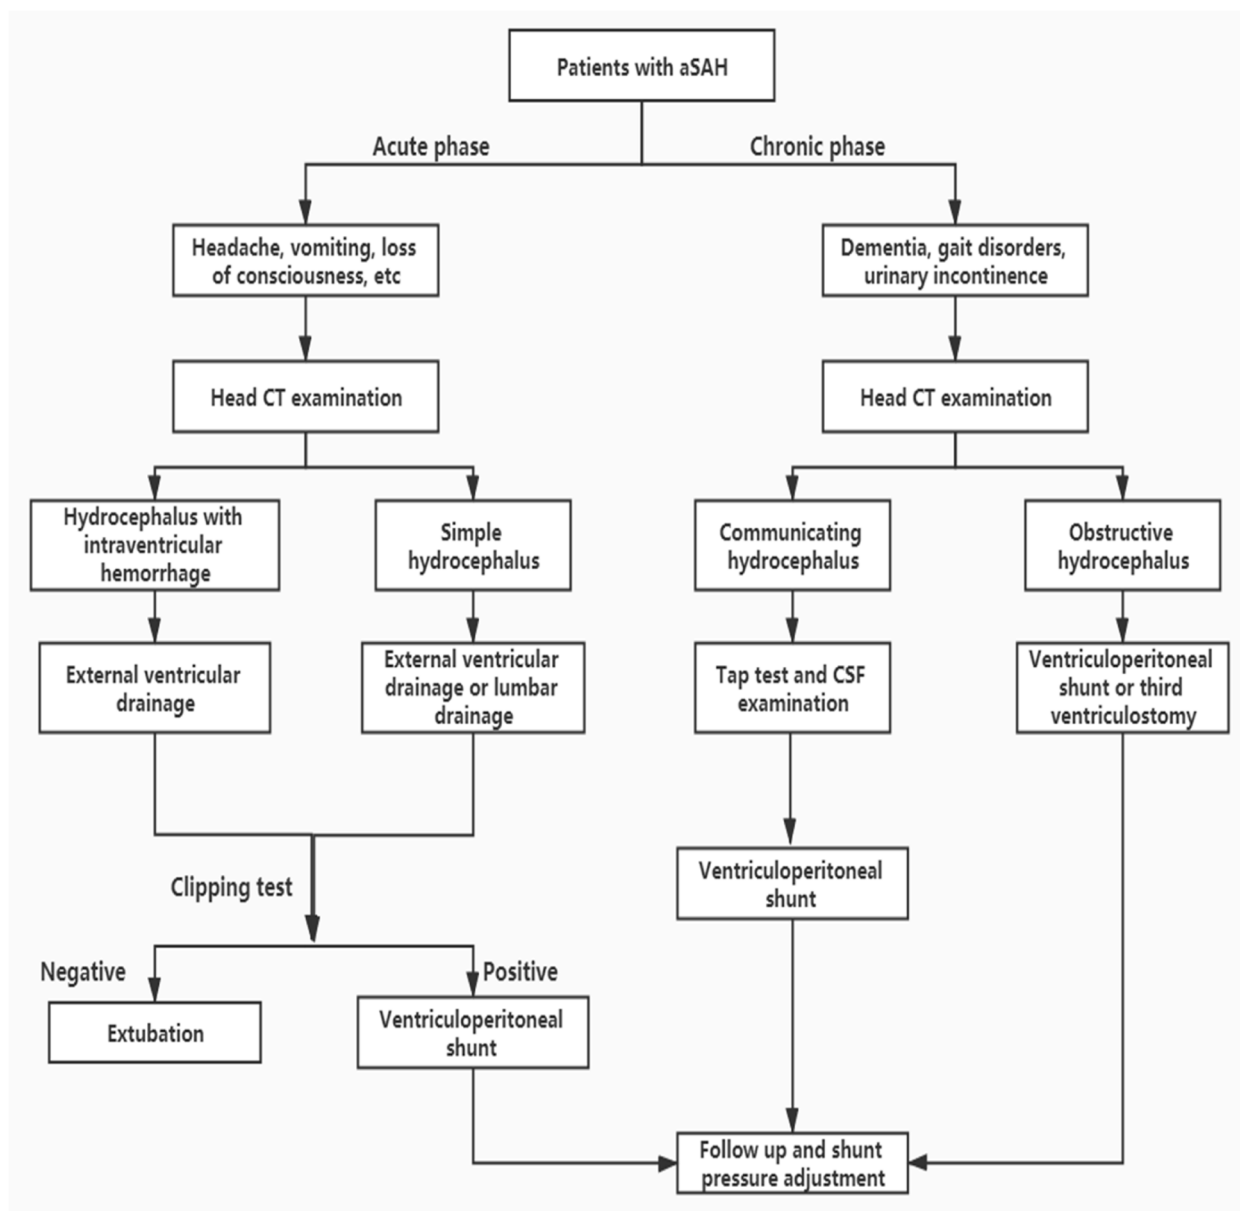 Patients with aSAH
Acute phase
Chronic phase
Headache, vomiting, loss
of consciousness, etc
Dementia, gait disorders,
urinary incontinence
Head CT examination
Head CT examination
Hydrocephalus with
intraventricular
hemorrhage
Simple
hydrocephalus
Communicating
hydrocephalus
Obstructive
hydrocephalus
External ventricular
drainage
External ventricular
drainage or lumbar
drainage
Tap test and CSF
examination
Ventriculoperitoneal
shunt or third
ventriculostomy
Clipping test
Ventriculoperitoneal
shunt
Negative
Positive
Extubation
Ventriculoperitoneal
shunt
Follow up and shunt
pressure adjustment